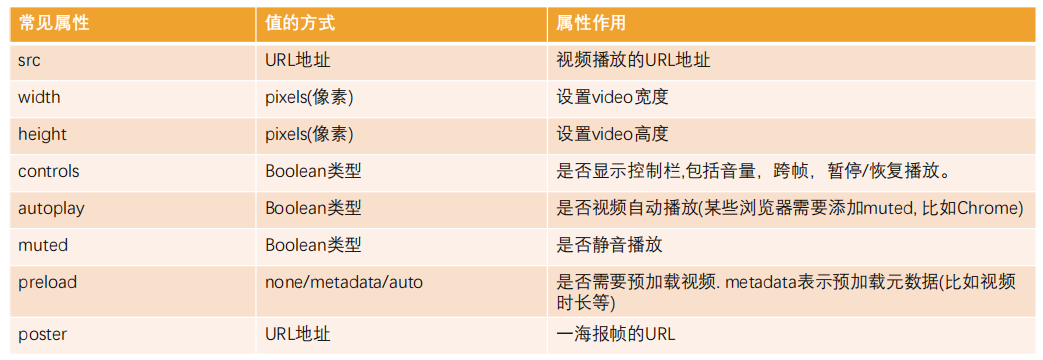 常见属性 值的方式 属性作用
src URL地址 视频播放的URL地址
width pixels(像素) 设置video宽度
height pixels(像素) 设置video高度
controls Boolean类型 是否显示控制栏,包括音量，跨帧，暂停/恢复播放。
autoplay Boolean类型 是否视频自动播放(某些浏览器需要添加muted, 比如Chrome)
muted Boolean类型 是否静音播放
preload none/metadata/auto 是否需要预加载视频. metadata表示预加载元数据(比如视频
时长等)
poster URL地址 一海报帧的URL